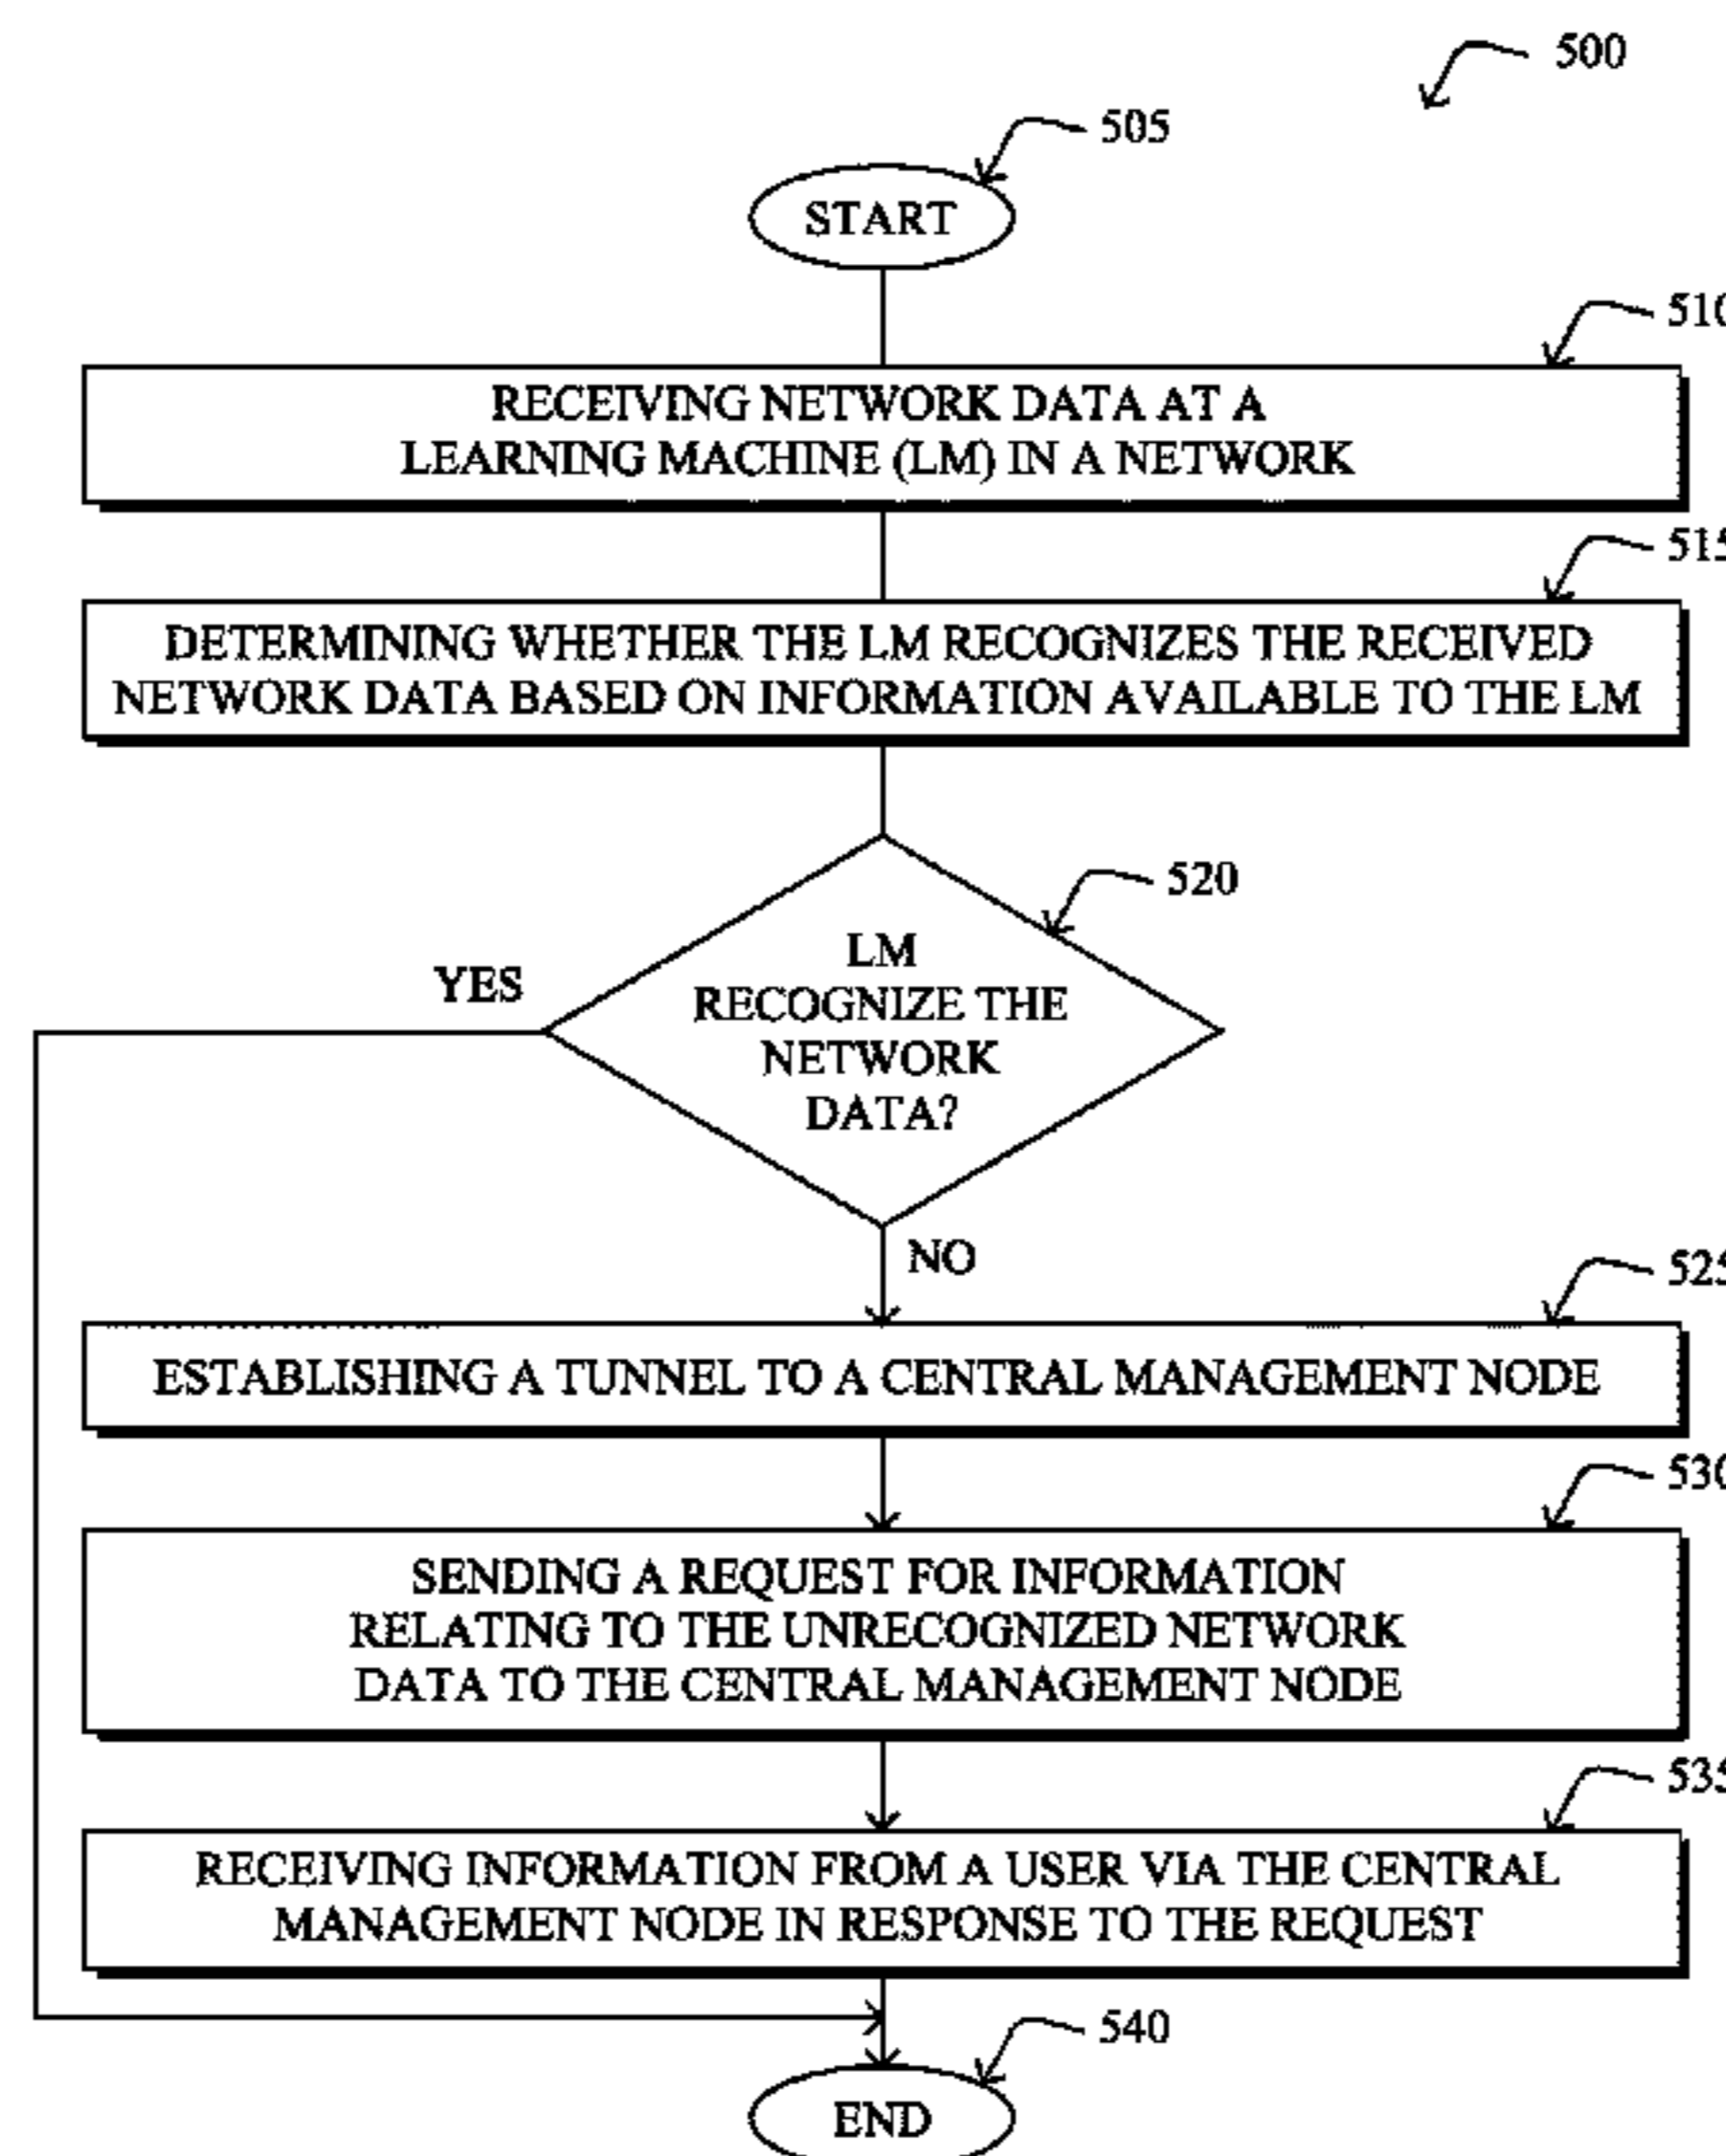 500
505
START
510
RECEIVING NETWORK DATA AT A
LEARNING MACHINE (LM) IN A NETWORK
515
DETERMINING WHETHER THE LM RECOGNIZES THE RECEIVED
NETWORK DATA BASED ON INFORMATION AVAILABLE TO THE LM
520
LM
RECOGNIZE THE
NETWORK
DATA?
YES
NO
525
ESTABLISHING A TUNNEL TO A CENTRAL MANAGEMENT NODE
530
SENDING A REQUEST FOR INFORMATION
RELATING TO THE UNRECOGNIZED NETWORK
DATA TO THE CENTRAL MANAGEMENT NODE
535
RECEIVING INFORMATION FROM A USER VIA THE CENTRAL
MANAGEMENT NODE IN RESPONSE TO THE REQUEST
540
END